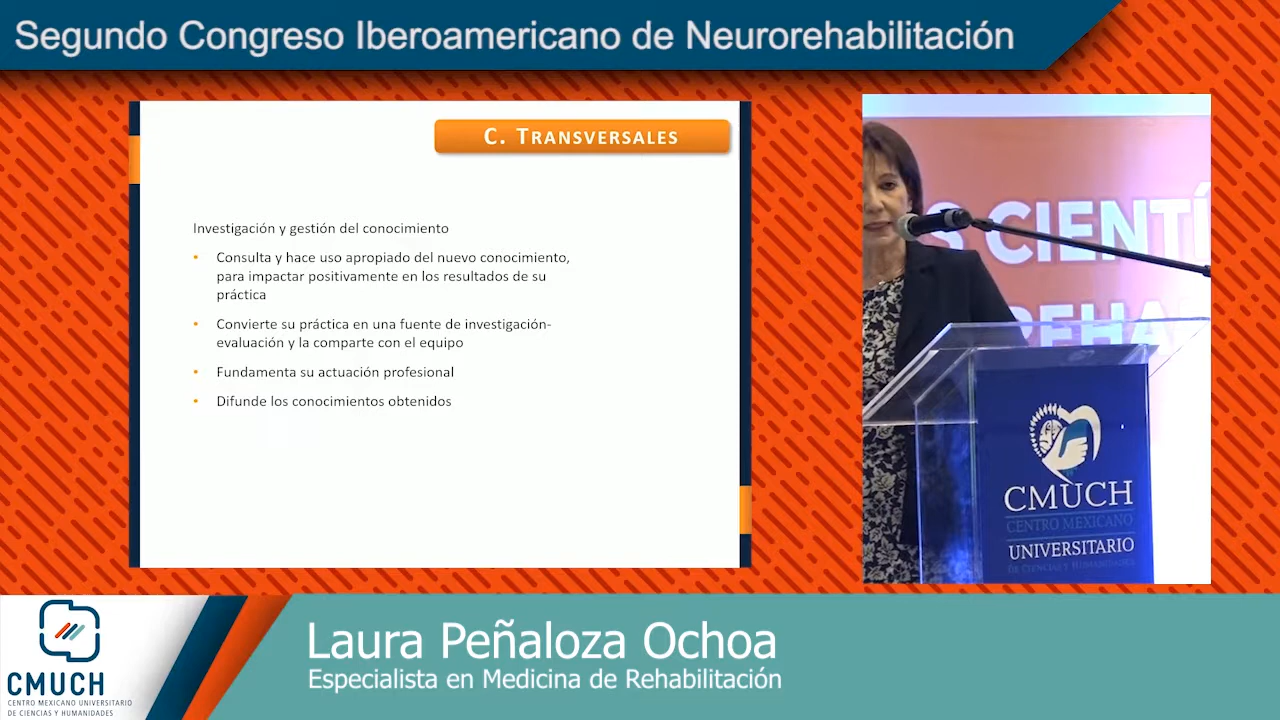 Segundo Congreso Iberoamericano de Neurorehabilitación
C. TRANSVERSALES
Investigación y gestión del conocimiento
• Consulta y hace uso apropiado del nuevo conocimiento,
para impactar positivamente en los resultados de su
práctica
• Convierte su práctica en una fuente de investigación-
evaluación y la comparte con el equipo
• Fundamenta su actuación profesional
• Difunde los conocimientos obtenidos
S CIENTÍ
REHA
CMUCH
CENTRO MEXICANO
UNIVERSITARIO
DE CIENCIAS Y HUMANIDADES
Laura Peñaloza Ochoa
Especialista en Medicina de Rehabilitación
CMUCH
CENTRO MEXICANO UNIVERSITARIO
DE CIENCIAS Y HUMANIDADES